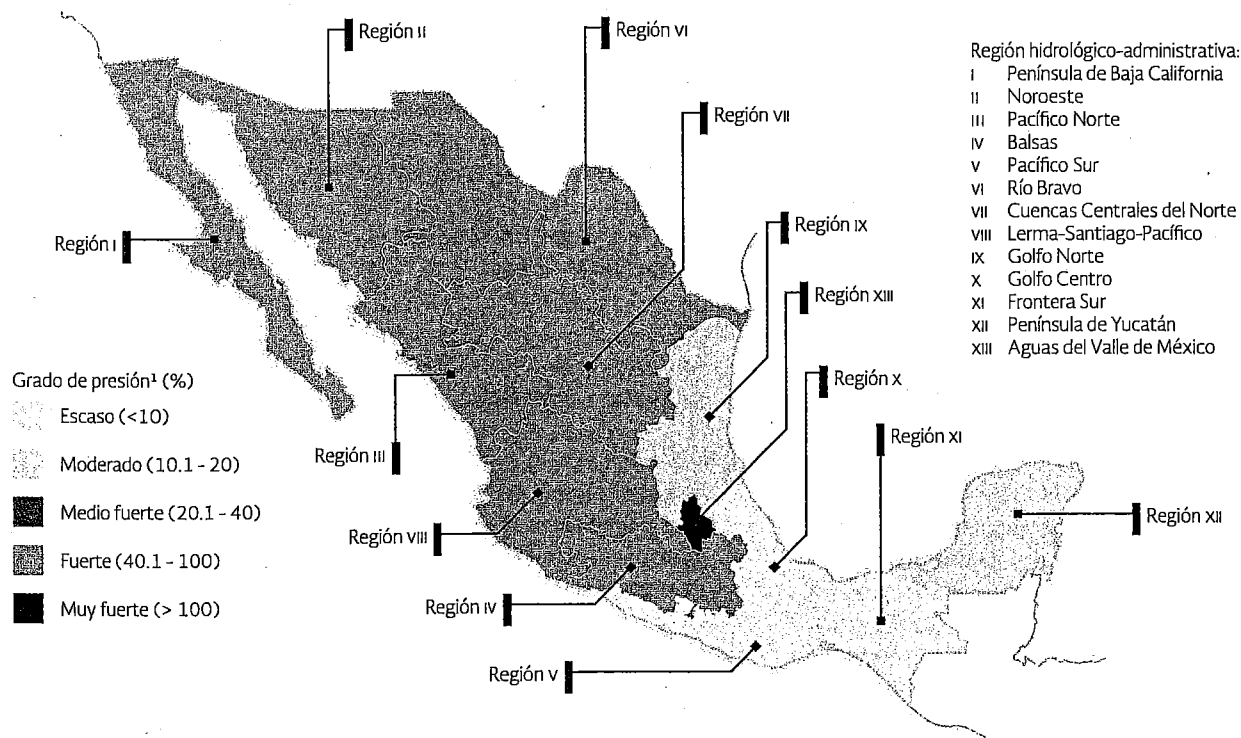 Región II
Región VI
Región VII
Región I
Región IX
Región XIII
Región X
Región III
Región XI
Región VIII
Región XII
Región IV
Región V
Región hidrológico-administrativa:
I Península de Baja California
II Noroeste
III Pacífico Norte
IV Balsas
V Pacífico Sur
VI Río Bravo
VII Cuencas Centrales del Norte
VIII Lerma-Santiago-Pacífico
IX Golfo Norte
X Golfo Centro
XI Frontera Sur
XII Península de Yucatán
XIII Aguas del Valle de México
Grado de presión¹ (%)
Escaso (<10)
Moderado (10.1 - 20)
Medio fuerte (20.1 - 40)
Fuerte (40.1 - 100)
Muy fuerte (> 100)